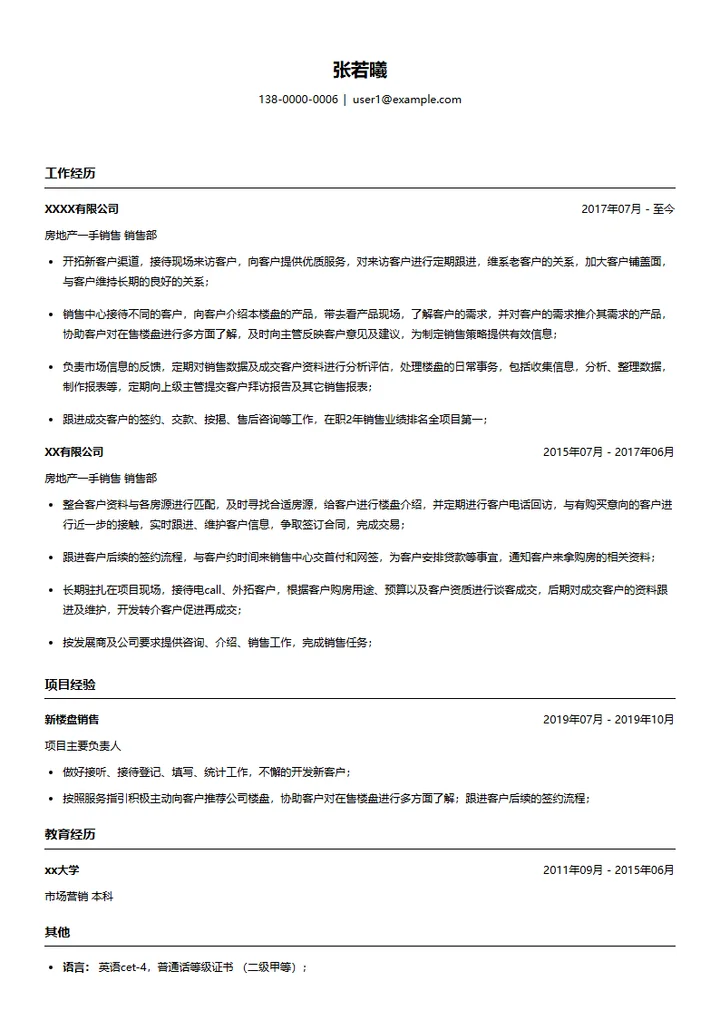 张若曦
138-0000-0006 | user1@example.com
工作经历
XXXX有限公司 2017年07月 - 至今
房地产一手销售 销售部
• 开拓新客户渠道，接待现场来访客户，向客户提供优质服务，对来访客户进行定期跟进，维系老客户的关系，加大客户铺盖面，
与客户维持长期的良好的关系；
• 销售中心接待不同的客户，向客户介绍本楼盘的产品，带去看产品现场，了解客户的需求，并对客户的需求推介其需求的产品，
协助客户对在售楼盘进行多方面了解，及时向主管反映客户意见及建议，为制定销售策略提供有效信息；
• 负责市场信息的反馈，定期对销售数据及成交客户资料进行分析评估，处理楼盘的日常事务，包括收集信息，分析、整理数据，
制作报表等，定期向上级主管提交客户拜访报告及其它销售报表；
• 跟进成交客户的签约、交款、按揭、售后咨询等工作，在职2年销售业绩排名全项目第一；
XX有限公司 2015年07月 - 2017年06月
房地产一手销售 销售部
• 整合客户资料与各房源进行匹配，及时寻找合适房源，给客户进行楼盘介绍，并定期进行客户电话回访，与有购买意向的客户进
行近一步的接触，实时跟进、维护客户信息，争取签订合同，完成交易；
• 跟进客户后续的签约流程，与客户约时间来销售中心交首付和网签，为客户安排贷款等事宜，通知客户来拿购房的相关资料；
• 长期驻扎在项目现场，接待电call、外拓客户，根据客户购房用途、预算以及客户资质进行谈客成交，后期对成交客户的资料跟
进及维护，开发转介客户促进再成交；
• 按发展商及公司要求提供咨询、介绍、销售工作，完成销售任务；
项目经验
新楼盘销售 2019年07月 - 2019年10月
项目主要负责人
• 做好接听、接待登记、填写、统计工作，不懈的开发新客户；
• 按照服务指引积极主动向客户推荐公司楼盘，协助客户对在售楼盘进行多方面了解；跟进客户后续的签约流程；
教育经历
xx大学 2011年09月 - 2015年06月
市场营销 本科
其他
• 语言： 英语cet-4，普通话等级证书 （二级甲等）；